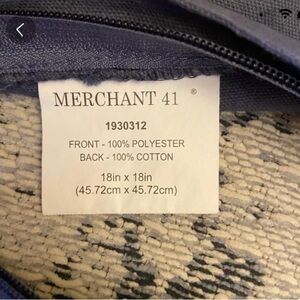 MERCHANT 41 ®
1930312
FRONT - 100% POLYESTER
BACK - 100% COTTON
18in x 18in
(45.72cm x 45.72cm)